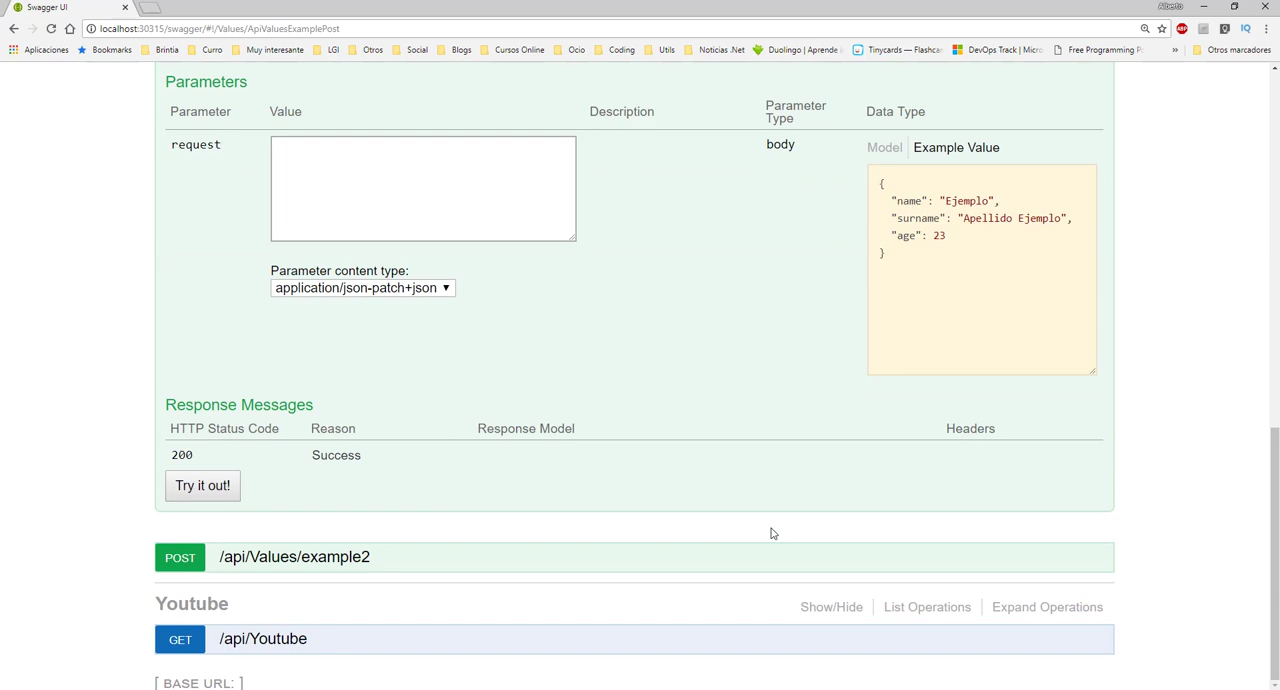 Swagger UI
Alberto
localhost:30315/swagger/#!/Values/ApiValuesExamplePost
Aplicaciones Bookmarks Brintia Curro Muy interesante LGI Otros Social Blogs Cursos Online Ocio Coding Utils Noticias .Net Duolingo | Aprende Tinycards — Flashcar DevOps Track | Micro Free Programming » Otros marcadores
Parameters
Parameter Value Description Parameter Type Data Type
request body Model Example Value
{
"name": "Ejemplo",
"surname": "Apellido Ejemplo",
"age": 23
}
Parameter content type:
application/json-patch+json
Response Messages
HTTP Status Code Reason Response Model Headers
200 Success
Try it out!
POST /api/Values/example2
Youtube Show/Hide List Operations Expand Operations
GET /api/Youtube
[ BASE URL: ]